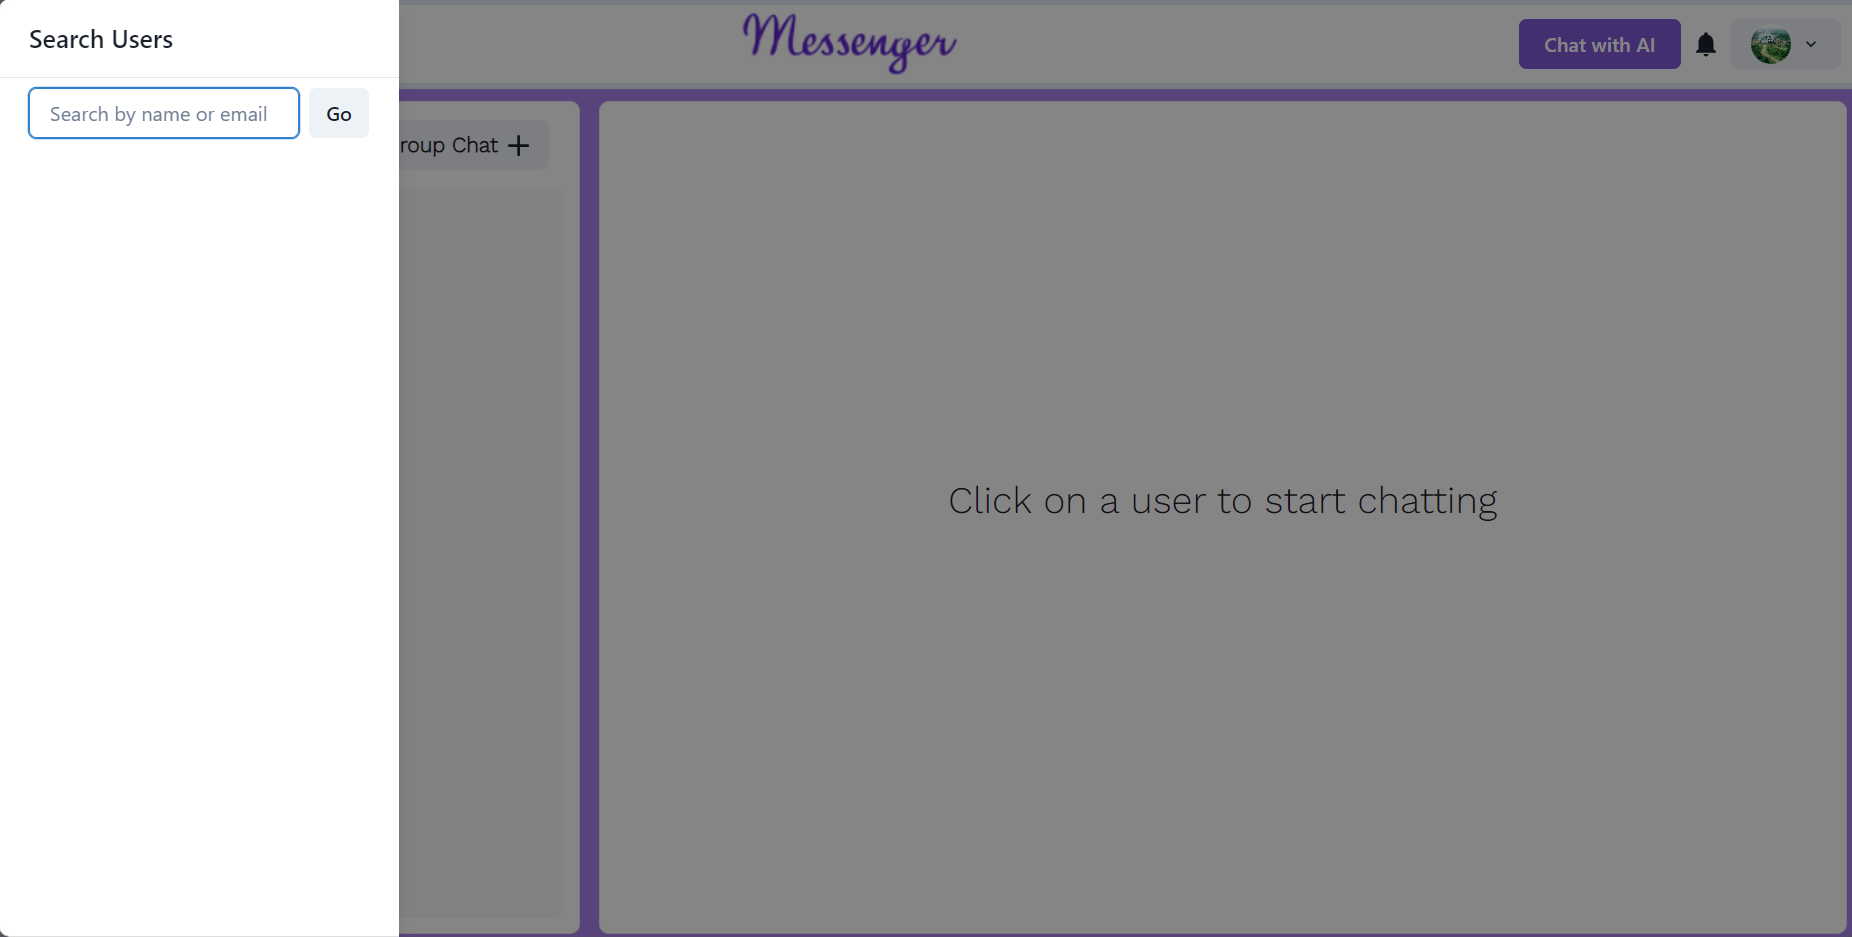 Search Users
Search by name or email
Go
Messenger
Chat with AI
roup Chat
Click on a user to start chatting